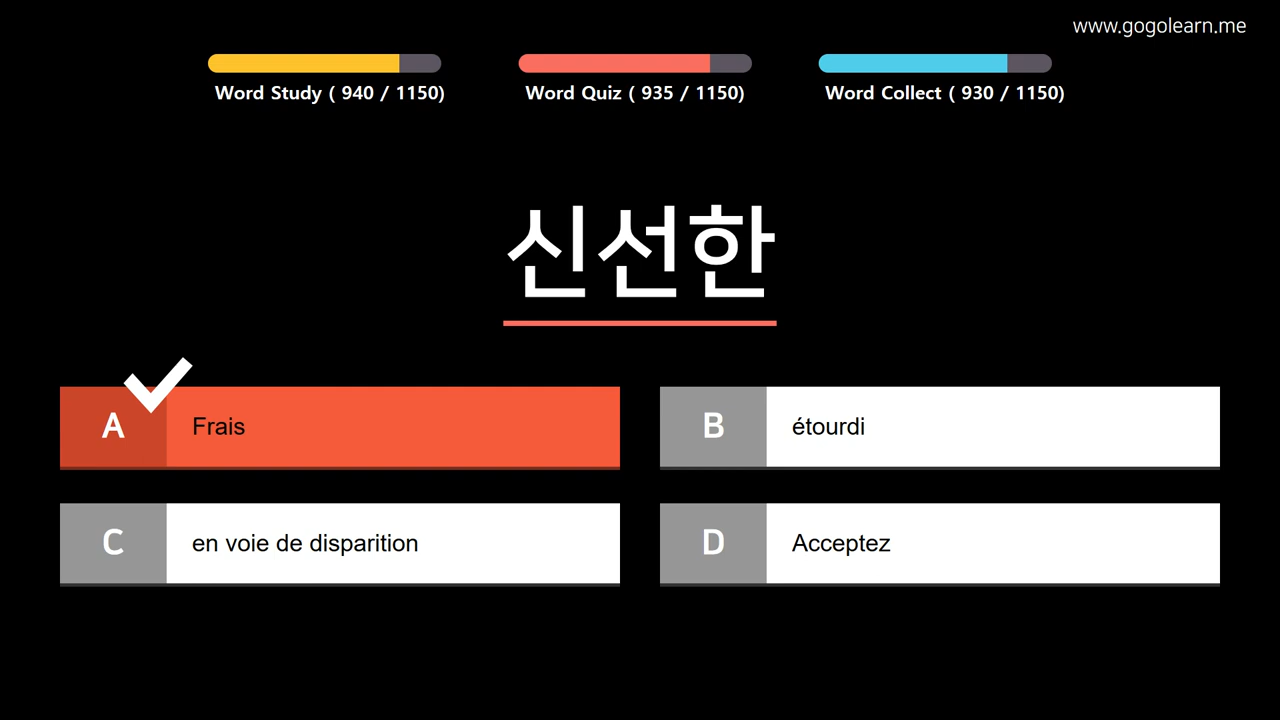 www.gogolearn.me
Word Study ( 940 / 1150)
Word Quiz ( 935 / 1150)
Word Collect ( 930 / 1150)
신선한
A Frais
B étourdi
C en voie de disparition
D Acceptez